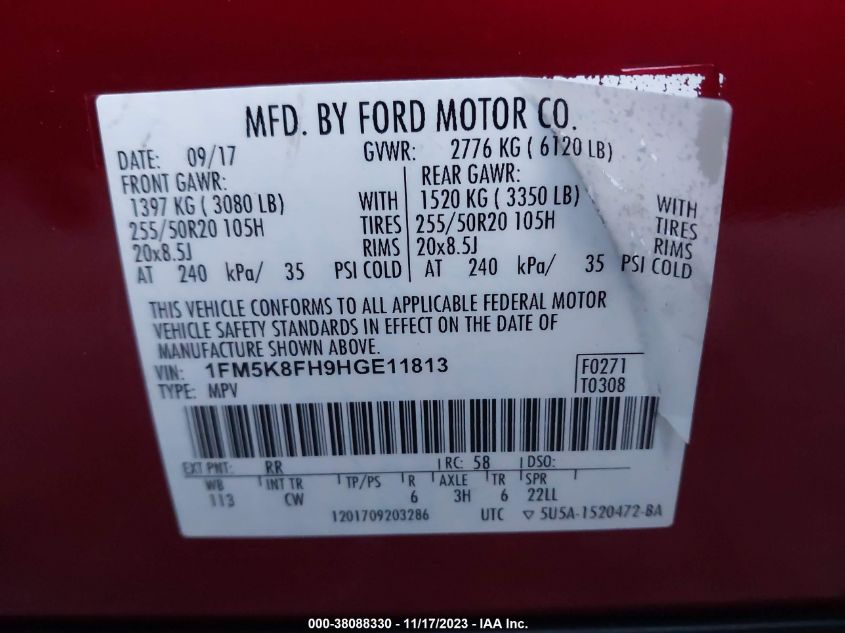 MFD. BY FORD MOTOR CO.
DATE: 09/17 GVWR: 2776 KG ( 6120 LB)
FRONT GAWR: REAR GAWR:
1397 KG ( 3080 LB) WITH 1520 KG ( 3350 LB) WITH
255/50R20 105H TIRES 255/50R20 105H TIRES
20x8.5J RIMS 20x8.5J RIMS
AT 240 kPa/ 35 PSI COLD AT 240 kPa/ 35 PSI COLD
THIS VEHICLE CONFORMS TO ALL APPLICABLE FEDERAL MOTOR
VEHICLE SAFETY STANDARDS IN EFFECT ON THE DATE OF
MANUFACTURE SHOWN ABOVE.
VIN: 1FM5K8FH9HGE11813 F0271
TYPE: MPV T0308
EXT PNT: RR RC: 58 DSO:
WB INT TR TP/PS R AXLE TR SPR
113 CW 6 3H 6 22LL
1201709203286 UTC ▽ 5U5A-1520472-BA
000-38088330 - 11/17/2023 - IAA Inc.